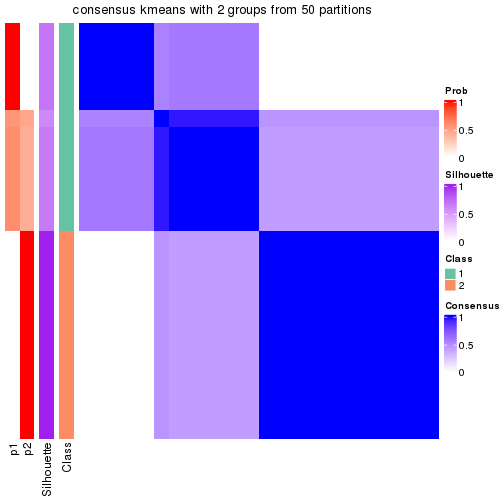 consensus kmeans with 2 groups from 50 partitions
Prob
1
0.5
0
Silhouette
1
0.5
0
Class
1
2
Consensus
1
0.5
0
p1
p2
Silhouette
Class